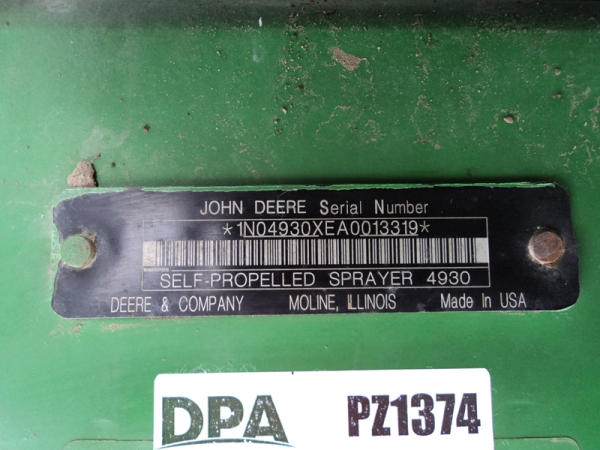 JOHN DEERE Serial Number
*1N04930XEA0013319*
SELF-PROPELLED SPRAYER 4930
DEERE & COMPANY MOLINE, ILLINOIS Made In USA
DPA PZ1374